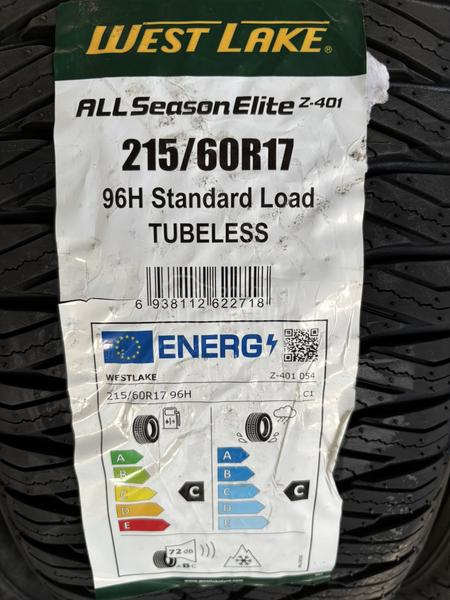 WEST LAKE®
ALL Season Elite Z-401
215/60R17
96H Standard Load
TUBELESS
6 938112 622718
ENERG
WESTLAKE Z-401 054
215/60R17 96H C1
A A
B B
C C C C
D D
E E
72 dB
A B C